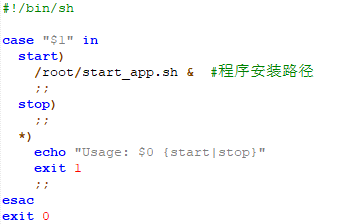 #!/bin/sh
case "$1" in
start)
/root/start_app.sh &  #程序安装路径
;;
stop)
;;
*)
echo "Usage: $0 {start|stop}"
exit 1
;;
esac
exit 0